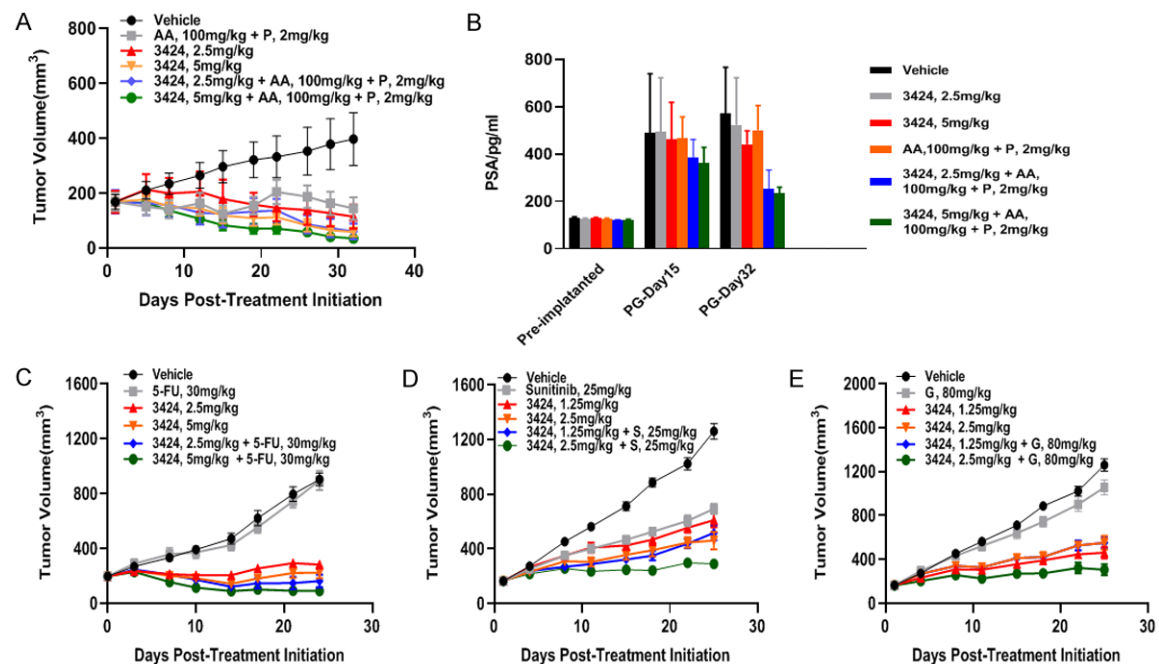 A
Vehicle
AA, 100mg/kg + P, 2mg/kg
3424, 2.5mg/kg
3424, 5mg/kg
3424, 2.5mg/kg + AA, 100mg/kg + P, 2mg/kg
3424, 5mg/kg + AA, 100mg/kg + P, 2mg/kg
Tumor Volume(mm³)
800
600
400
200
0
0
10
20
30
40
Days Post-Treatment Initiation
B
PSA/pg/ml
800
600
400
200
0
Pre-implatanted
PG-Day15
PG-Day32
Vehicle
3424, 2.5mg/kg
3424, 5mg/kg
AA,100mg/kg + P, 2mg/kg
3424, 2.5mg/kg + AA,
100mg/kg + P, 2mg/kg
3424, 5mg/kg + AA,
100mg/kg + P, 2mg/kg
C
Vehicle
5-FU, 30mg/kg
3424, 2.5mg/kg
3424, 5mg/kg
3424, 2.5mg/kg + 5-FU, 30mg/kg
3424, 5mg/kg + 5-FU, 30mg/kg
Tumor Volume(mm³)
1600
1200
800
400
0
0
10
20
30
Days Post-Treatment Initiation
D
Vehicle
Sunitinib, 25mg/kg
3424, 1.25mg/kg
3424, 2.5mg/kg
3424, 1.25mg/kg + S, 25mg/kg
3424, 2.5mg/kg + S, 25mg/kg
Tumor Volume(mm³)
1600
1200
800
400
0
0
10
20
30
Days Post-Treatment Initiation
E
Vehicle
G, 80mg/kg
3424, 1.25mg/kg
3424, 2.5mg/kg
3424, 1.25mg/kg + G, 80mg/kg
3424, 2.5mg/kg + G, 80mg/kg
Tumor Volume(mm³)
2000
1600
1200
800
400
0
0
10
20
30
Days Post-Treatment Initiation